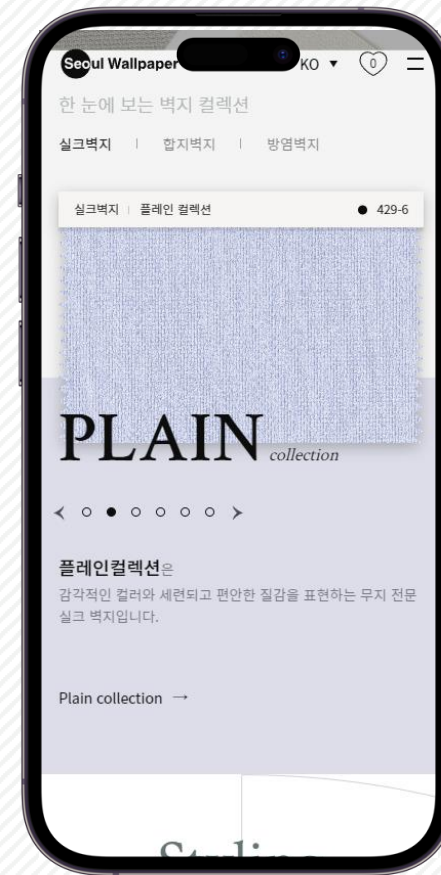 Seoul Wallpaper KO ▼ 0
한 눈에 보는 벽지 컬렉션
실크벽지 | 합지벽지 | 방염벽지
실크벽지 | 플레인 컬렉션 ● 429-6
PLAIN collection
플레인컬렉션은
감각적인 컬러와 세련되고 편안한 질감을 표현하는 무지 전문
실크 벽지입니다.
Plain collection →
Styling